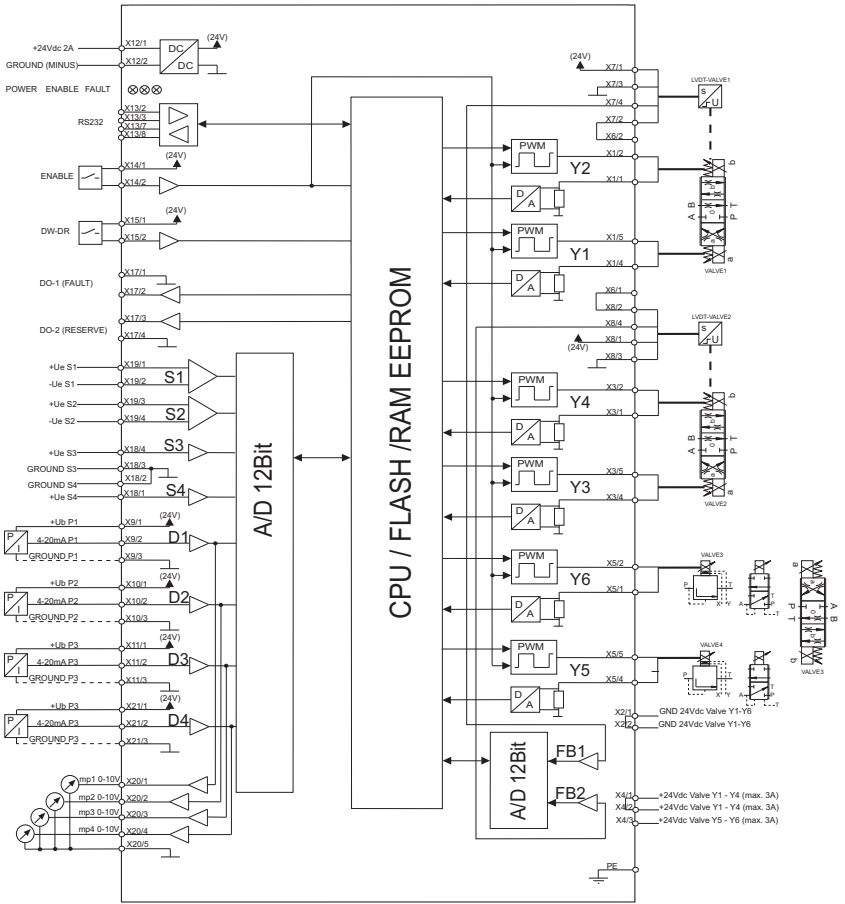 +24Vdc 2A
X12/1
DC
DC
(24V)
GROUND (MINUS)
X12/2
POWER ENABLE FAULT
RS232
X13/2
X13/3
X13/7
X13/8
(24V)
ENABLE
X14/1
X14/2
(24V)
DW-DR
X15/1
X15/2
DO-1 (FAULT)
X17/1
X17/2
DO-2 (RESERVE)
X17/3
X17/4
+Ue S1
X19/1
-Ue S1
X19/2
S1
+Ue S2
X19/3
-Ue S2
X19/4
S2
+Ue S3
X18/4
S3
GROUND S3
X18/3
X18/2
GROUND S4
+Ue S4
X18/1
S4
(24V)
P
I
+Ub P1
X9/1
4-20mA P1
X9/2
D1
GROUND P1
X9/3
(24V)
P
I
+Ub P2
X10/1
4-20mA P2
X10/2
D2
GROUND P2
X10/3
(24V)
P
I
+Ub P3
X11/1
4-20mA P3
X11/2
D3
GROUND P3
X11/3
(24V)
P
I
+Ub P3
X21/1
4-20mA P3
X21/2
D4
GROUND P3
X21/3
mp1 0-10V
X20/1
mp2 0-10V
X20/2
mp3 0-10V
X20/3
mp4 0-10V
X20/4
X20/5
A/D 12Bit
CPU / FLASH /RAM EEPROM
(24V)
X7/1
X7/3
X7/4
X7/2
X6/2
LVDT-VALVE1
S
U
PWM
Y2
X1/2
X1/1
D
A
PWM
Y1
X1/5
X1/4
D
A
b
b
B
T
0
A
P
a
a
VALVE1
X6/1
X8/2
X8/4
X8/1
(24V)
X8/3
LVDT-VALVE2
S
U
PWM
Y4
X3/2
X3/1
D
A
PWM
Y3
X3/5
X3/4
D
A
b
b
B
T
0
A
P
a
a
VALVE2
PWM
Y6
X5/2
X5/1
D
A
VALVE3
P
T
X
Y
T
A
P
T
a
a
P
A
0
T
B
b
b
VALVE3
PWM
Y5
X5/5
X5/4
D
A
VALVE4
P
T
X
Y
T
A
P
T
X2/1
GND 24Vdc Valve Y1-Y6
X2/2
GND 24Vdc Valve Y1-Y6
A/D 12Bit
FB1
FB2
X4/1
+24Vdc Valve Y1 - Y4 (max. 3A)
X4/2
+24Vdc Valve Y1 - Y4 (max. 3A)
X4/3
+24Vdc Valve Y5 - Y6 (max. 3A)
PE